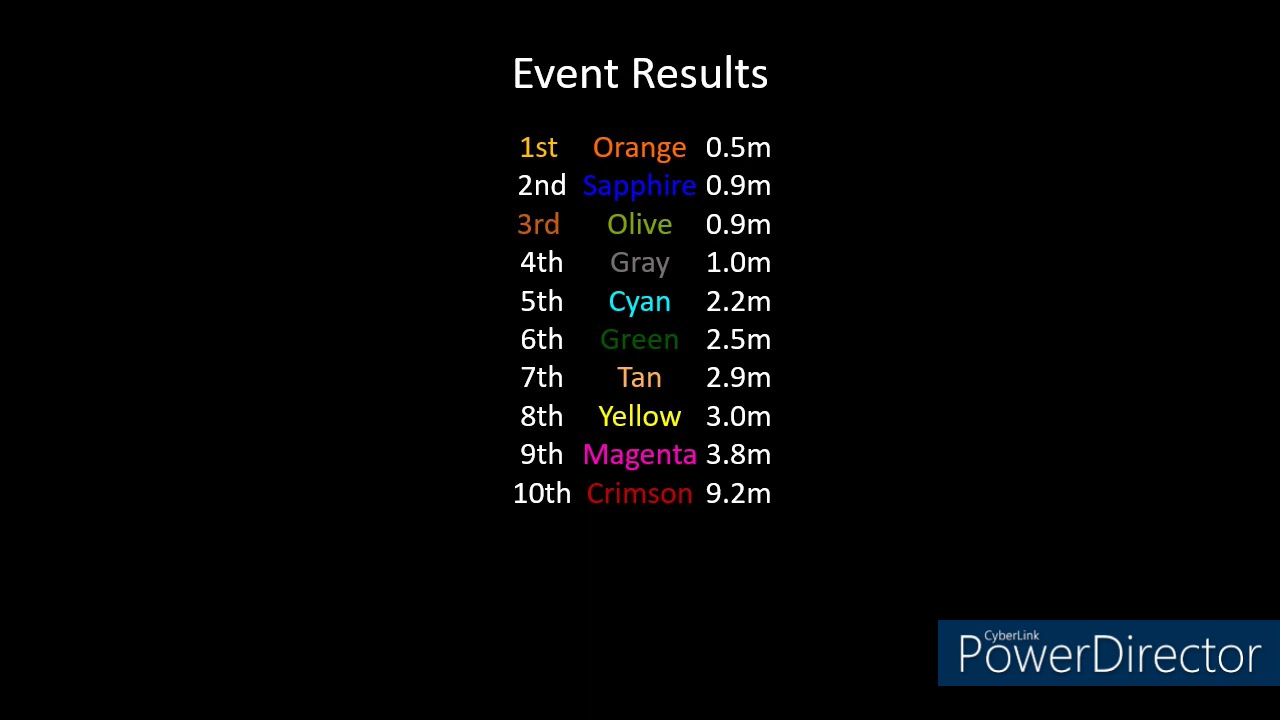 Event Results
1st Orange 0.5m
2nd Sapphire 0.9m
3rd Olive 0.9m
4th Gray 1.0m
5th Cyan 2.2m
6th Green 2.5m
7th Tan 2.9m
8th Yellow 3.0m
9th Magenta 3.8m
10th Crimson 9.2m
CyberLink
PowerDirector